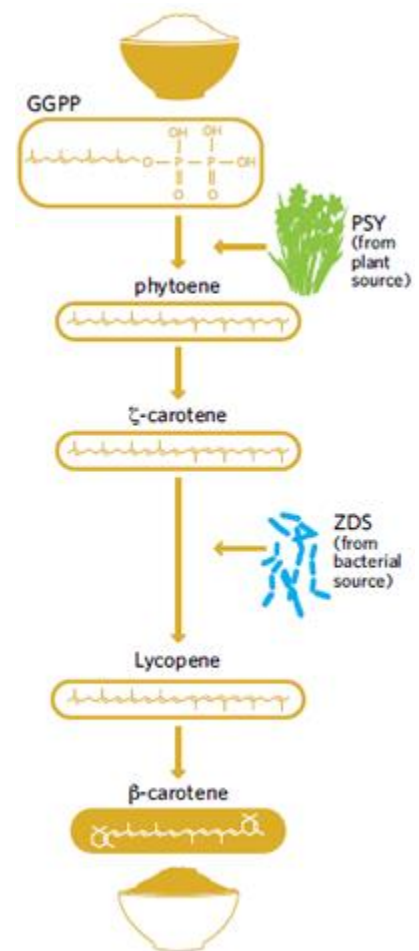 GGPP
OH OH
O—P—P—OH
O O
PSY
(from
plant
source)
phytoene
ζ-carotene
ZDS
(from
bacterial
source)
Lycopene
β-carotene